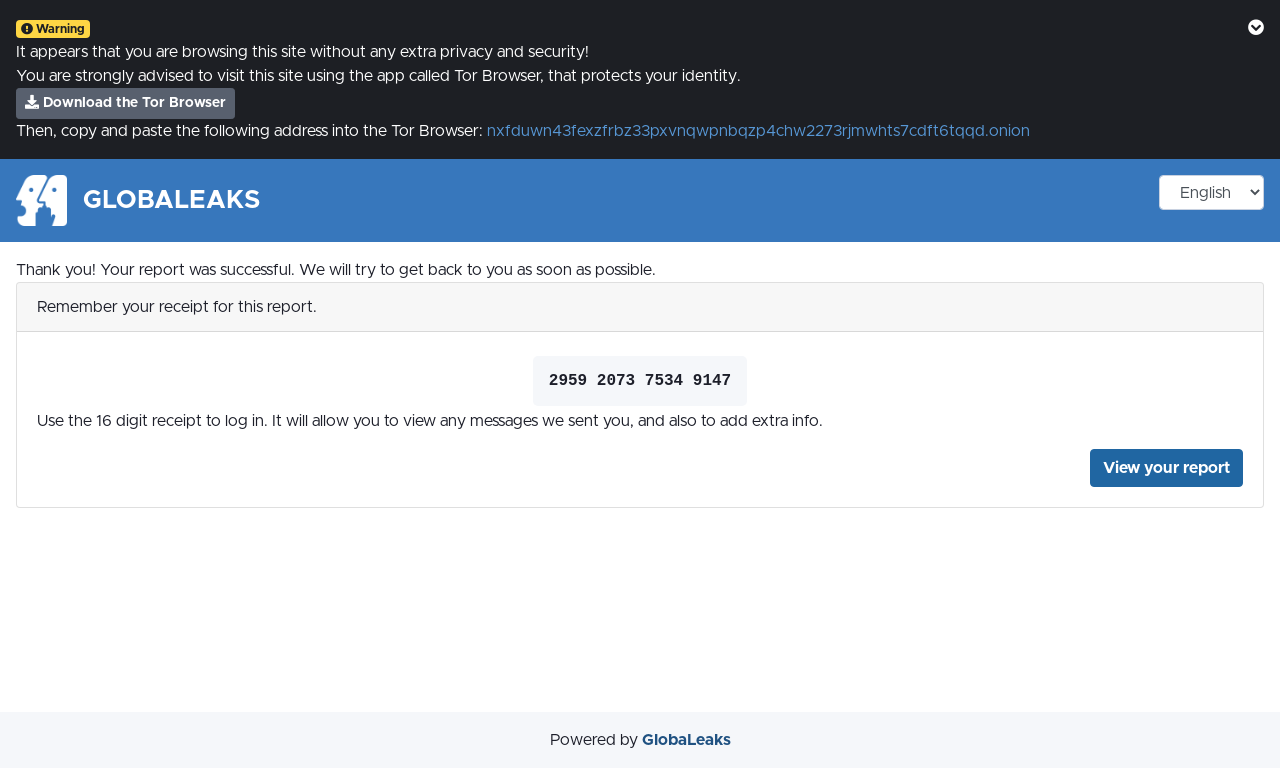 Warning
It appears that you are browsing this site without any extra privacy and security!
You are strongly advised to visit this site using the app called Tor Browser, that protects your identity.
Download the Tor Browser
Then, copy and paste the following address into the Tor Browser: nxfduwn43fexzfrbz33pxvnqwpnbqzp4chw2273rjmwhts7cdft6tqqd.onion
GLOBALEAKS
English
Thank you! Your report was successful. We will try to get back to you as soon as possible.
Remember your receipt for this report.
2959 2073 7534 9147
Use the 16 digit receipt to log in. It will allow you to view any messages we sent you, and also to add extra info.
View your report
Powered by GlobaLeaks